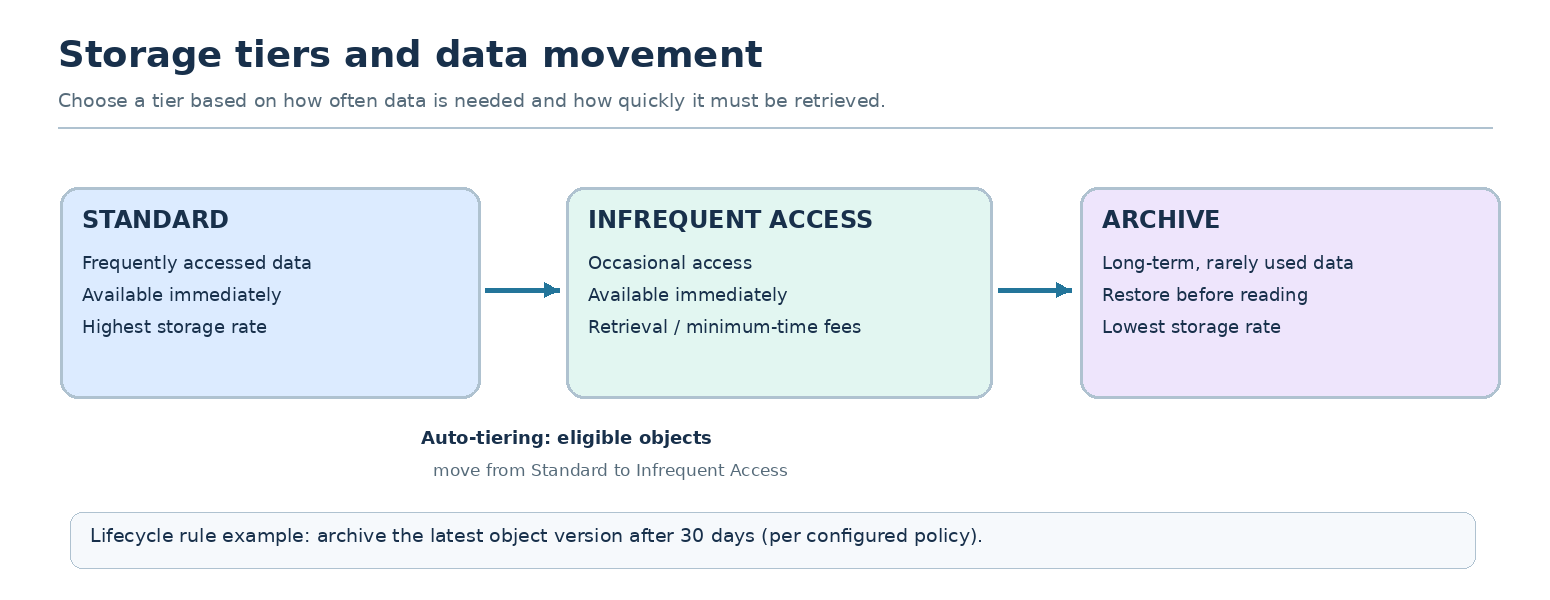 Storage tiers and data movement
Choose a tier based on how often data is needed and how quickly it must be retrieved.
STANDARD
Frequently accessed data
Available immediately
Highest storage rate
INFREQUENT ACCESS
Occasional access
Available immediately
Retrieval / minimum-time fees
ARCHIVE
Long-term, rarely used data
Restore before reading
Lowest storage rate
Auto-tiering: eligible objects
move from Standard to Infrequent Access
Lifecycle rule example: archive the latest object version after 30 days (per configured policy).